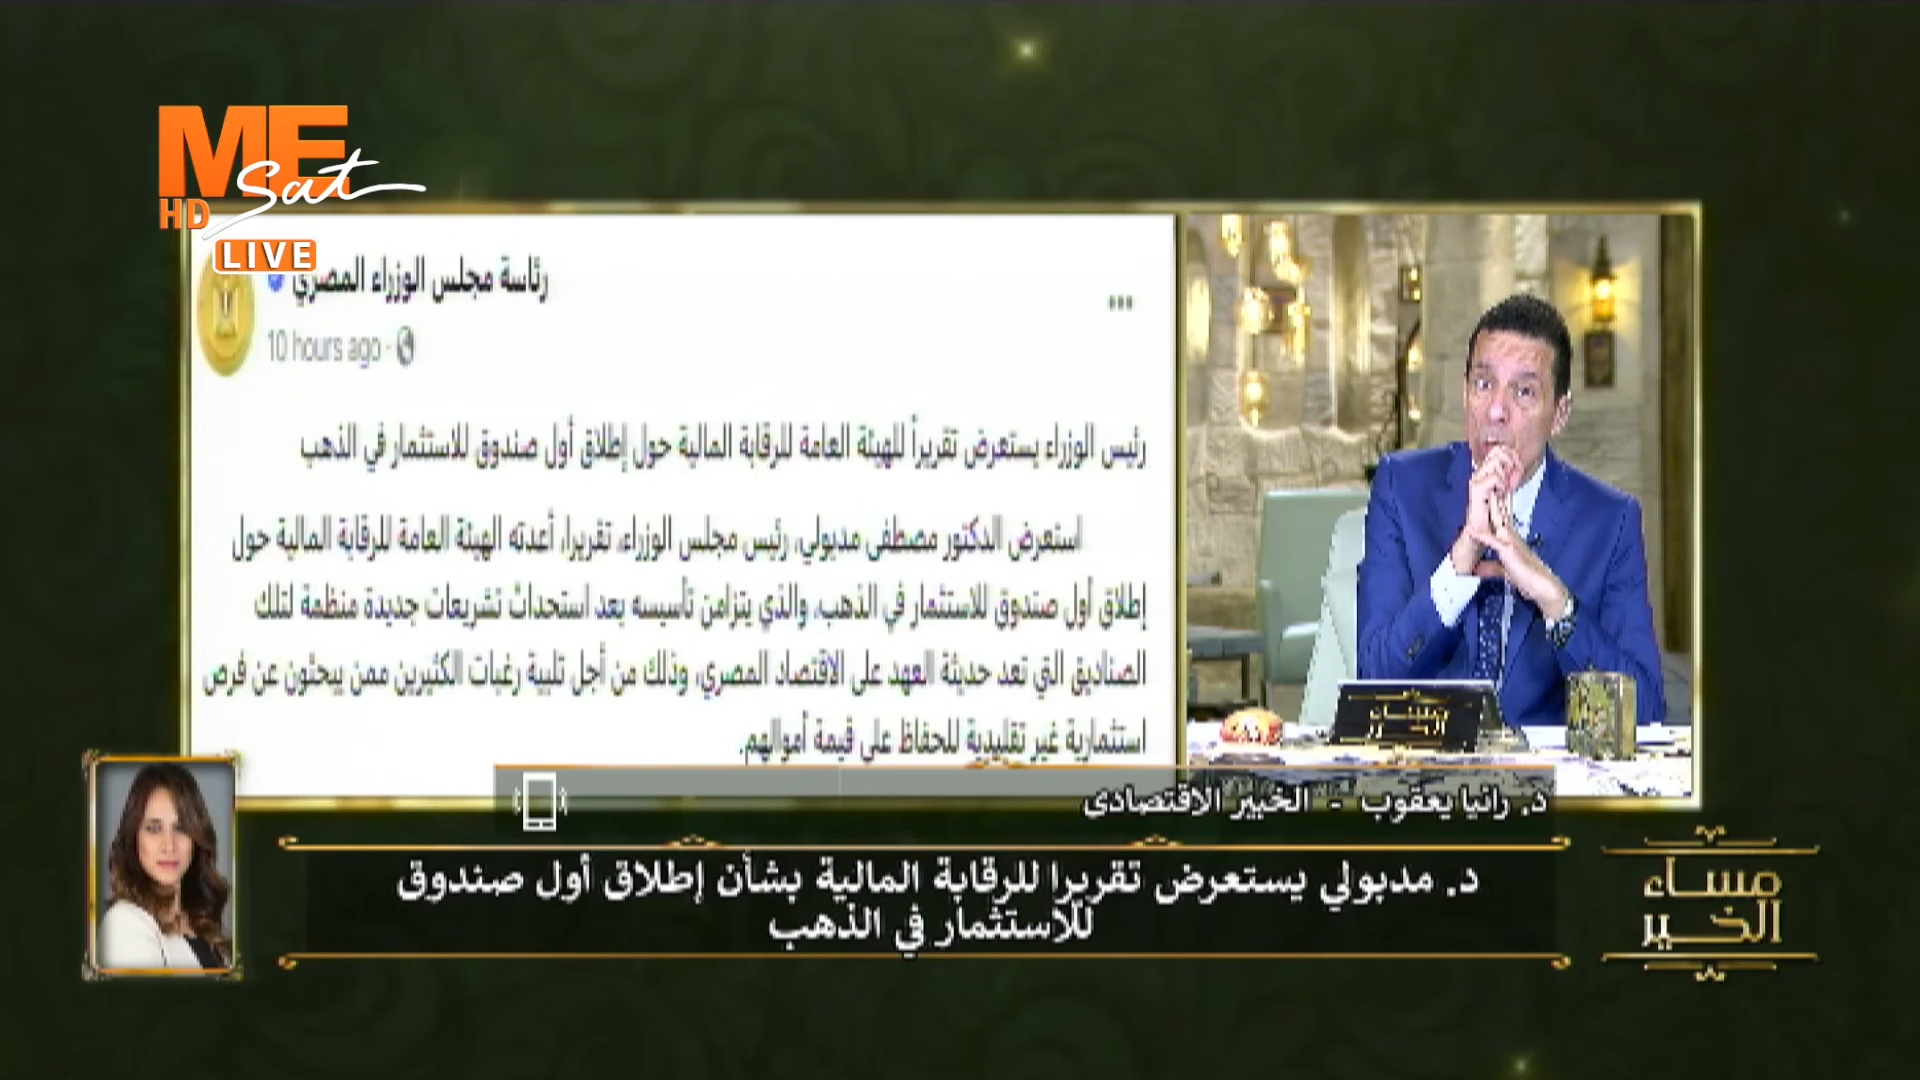 ME
Sat
HD
LIVE
رئاسة مجلس الوزراء المصري
10 hours ago ·
رئيس الوزراء يستعرض تقريراً للهيئة العامة للرقابة المالية حول إطلاق أول صندوق للاستثمار في الذهب
استعرض الدكتور مصطفى مدبولي، رئيس مجلس الوزراء، تقريرا، أعدته الهيئة العامة للرقابة المالية حول
إطلاق أول صندوق للاستثمار في الذهب، والذي يتزامن تأسيسه بعد استحداث تشريعات جديدة منظمة لتلك
الصناديق التي تعد حديثة العهد على الاقتصاد المصري، وذلك من أجل تلبية رغبات الكثيرين ممن يبحثون عن فرص
استثمارية غير تقليدية للحفاظ على قيمة أموالهم.
مساء
الخير
د. رانيا يعقوب - الخبير الاقتصادى
د. مدبولي يستعرض تقريرا للرقابة المالية بشأن إطلاق أول صندوق
للاستثمار في الذهب
مساء
الخير